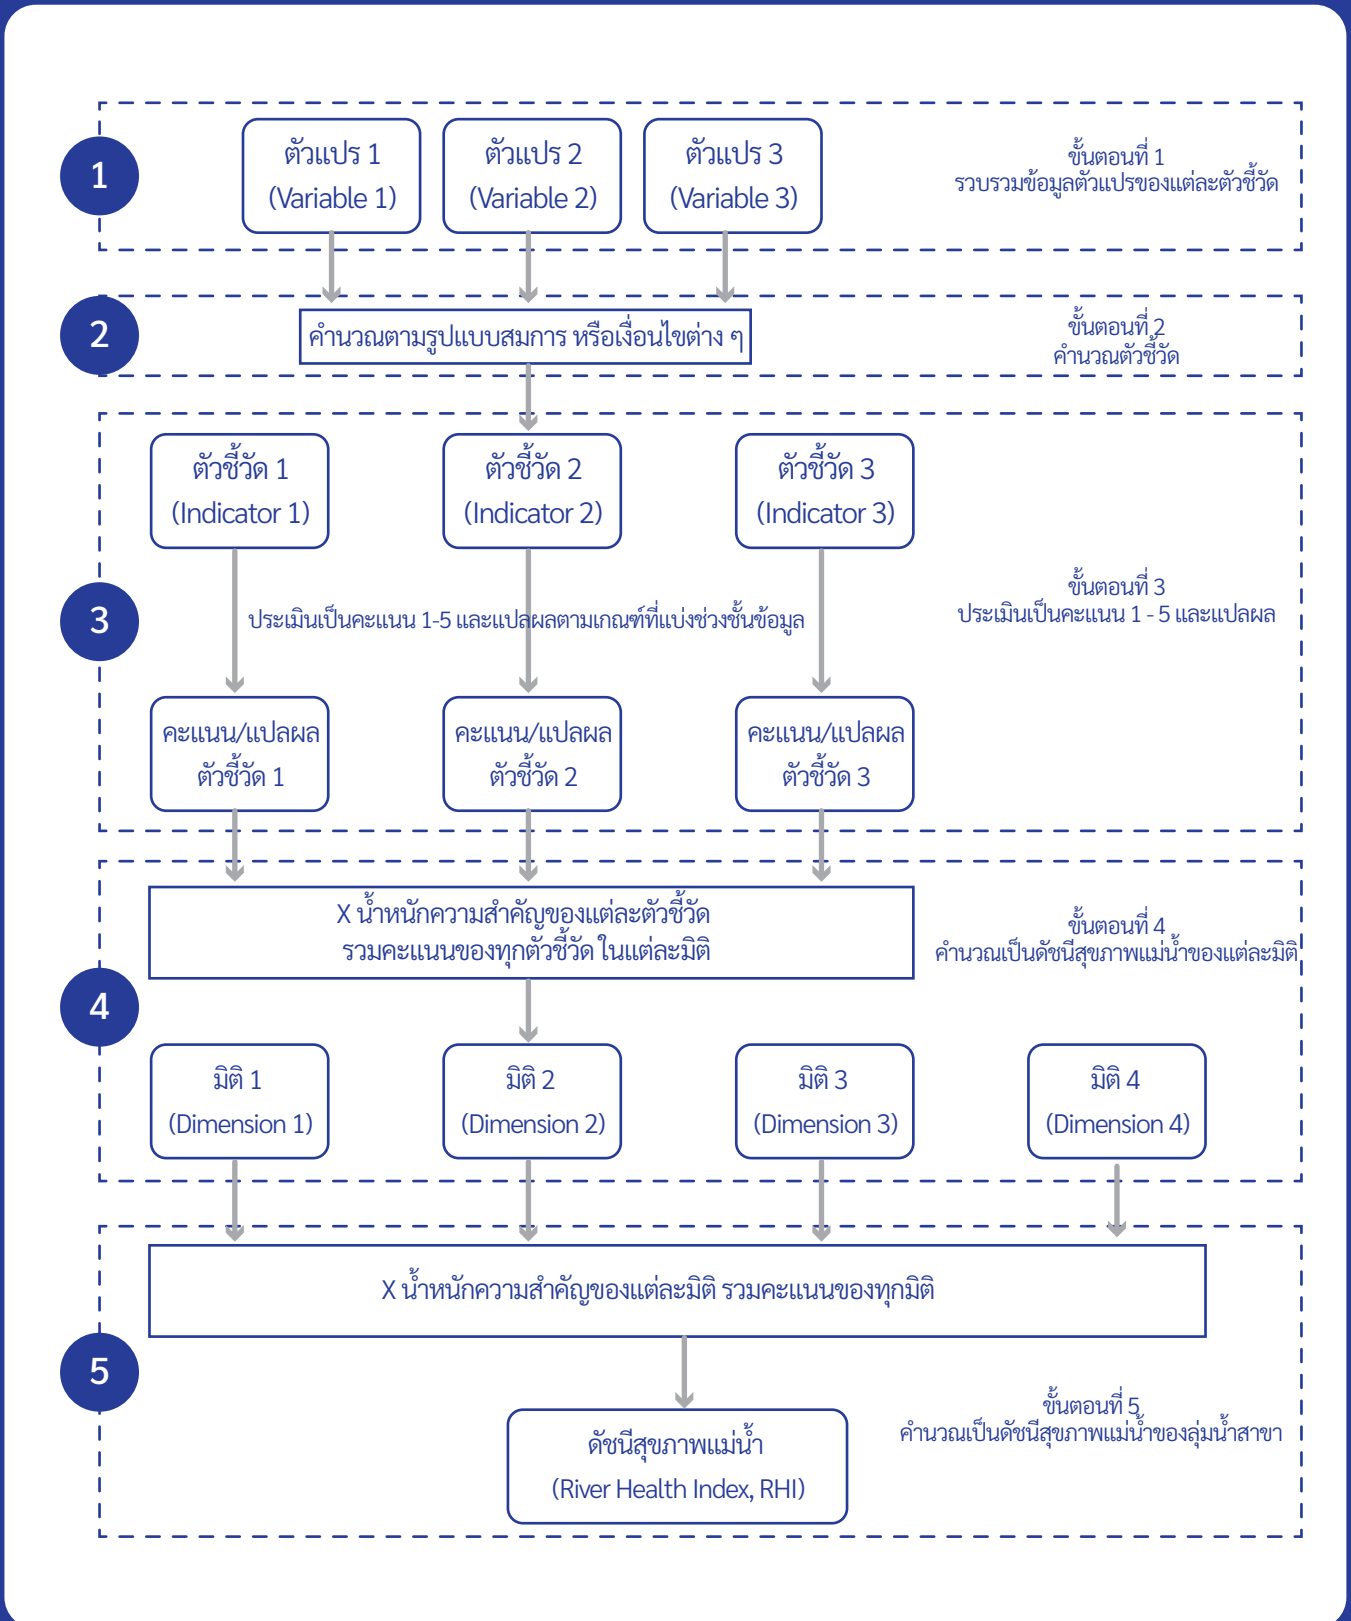 1
ตัวแปร 1
(Variable 1)
ตัวแปร 2
(Variable 2)
ตัวแปร 3
(Variable 3)
ขั้นตอนที่ 1
รวบรวมข้อมูลตัวแปรของแต่ละตัวชี้วัด
2
คำนวณตามรูปแบบสมการ หรือเงื่อนไขต่าง ๆ
ขั้นตอนที่ 2
คำนวณตัวชี้วัด
3
ตัวชี้วัด 1
(Indicator 1)
ตัวชี้วัด 2
(Indicator 2)
ตัวชี้วัด 3
(Indicator 3)
ประเมินเป็นคะแนน 1-5 และแปลผลตามเกณฑ์ที่แบ่งช่วงชั้นข้อมูล
ขั้นตอนที่ 3
ประเมินเป็นคะแนน 1 - 5 และแปลผล
คะแนน/แปลผล
ตัวชี้วัด 1
คะแนน/แปลผล
ตัวชี้วัด 2
คะแนน/แปลผล
ตัวชี้วัด 3
4
X น้ำหนักความสำคัญของแต่ละตัวชี้วัด
รวมคะแนนของทุกตัวชี้วัด ในแต่ละมิติ
ขั้นตอนที่ 4
คำนวณเป็นดัชนีสุขภาพแม่น้ำของแต่ละมิติ
มิติ 1
(Dimension 1)
มิติ 2
(Dimension 2)
มิติ 3
(Dimension 3)
มิติ 4
(Dimension 4)
5
X น้ำหนักความสำคัญของแต่ละมิติ รวมคะแนนของทุกมิติ
ดัชนีสุขภาพแม่น้ำ
(River Health Index, RHI)
ขั้นตอนที่ 5
คำนวณเป็นดัชนีสุขภาพแม่น้ำของลุ่มน้ำสาขา